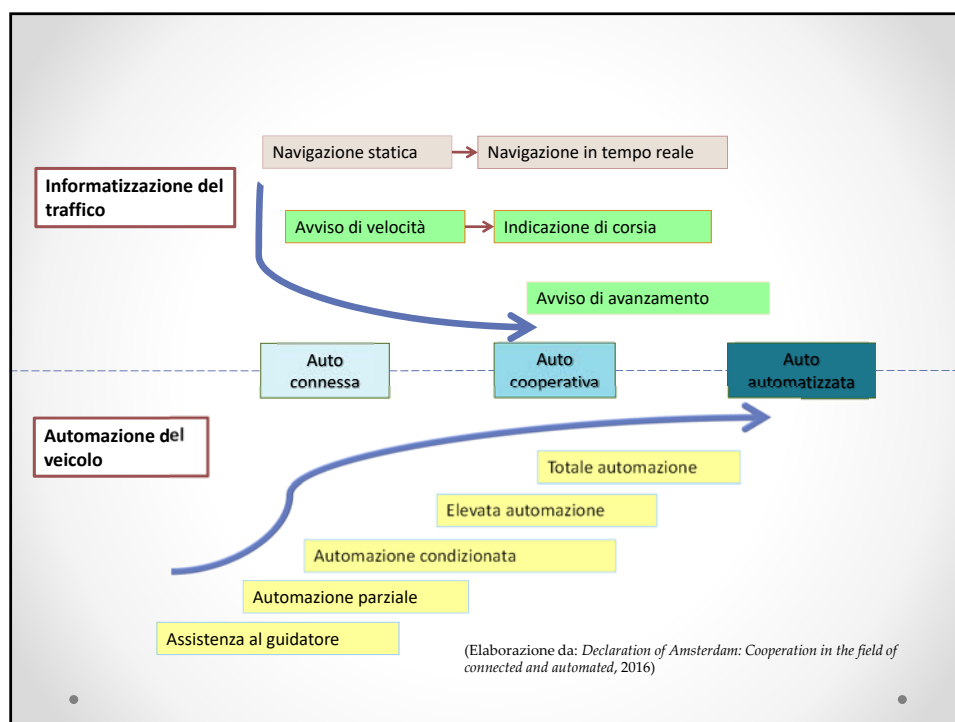 Navigazione statica
Navigazione in tempo reale
Informatizzazione del
traffico
Avviso di velocità
Indicazione di corsia
Avviso di avanzamento
Auto
connessa
Auto
cooperativa
Auto
automatizzata
Automazione del
veicolo
Totale automazione
Elevata automazione
Automazione condizionata
Automazione parziale
Assistenza al guidatore
(Elaborazione da: Declaration of Amsterdam: Cooperation in the field of
connected and automated, 2016)